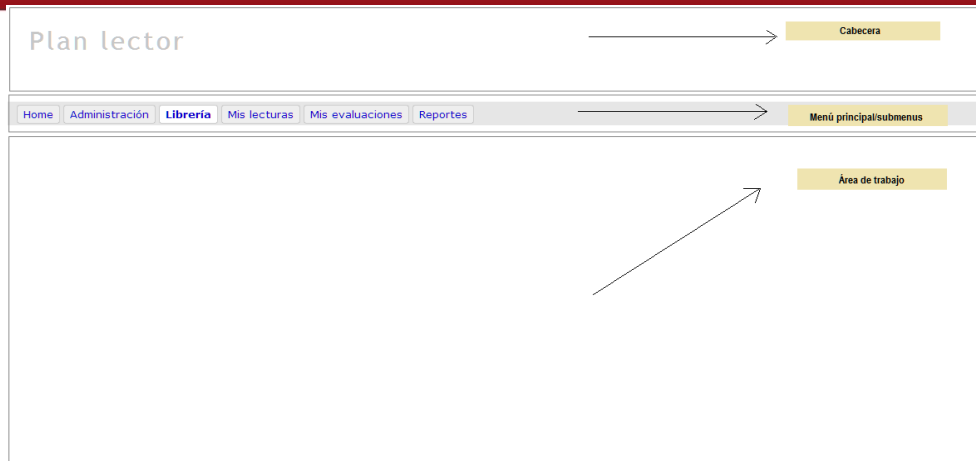 Plan lector
Cabecera
Home Administración Librería Mis lecturas Mis evaluaciones Reportes
Menú principal/submenus
Área de trabajo